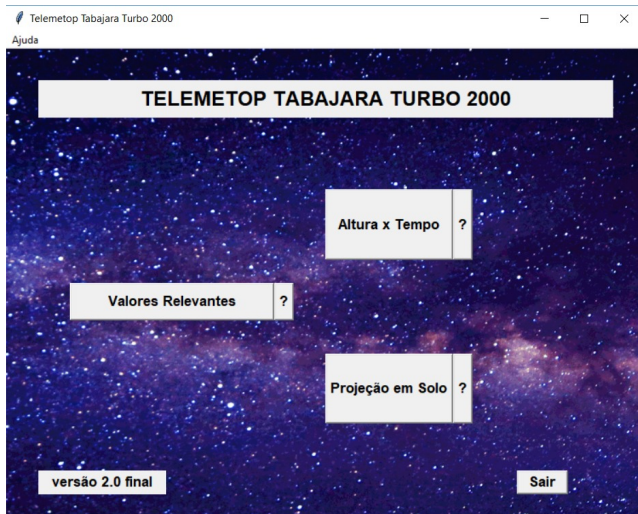 Telemetop Tabajara Turbo 2000
Ajuda
TELEMETOP TABAJARA TURBO 2000
Altura x Tempo ?
Valores Relevantes ?
Projeção em Solo ?
versão 2.0 final
Sair